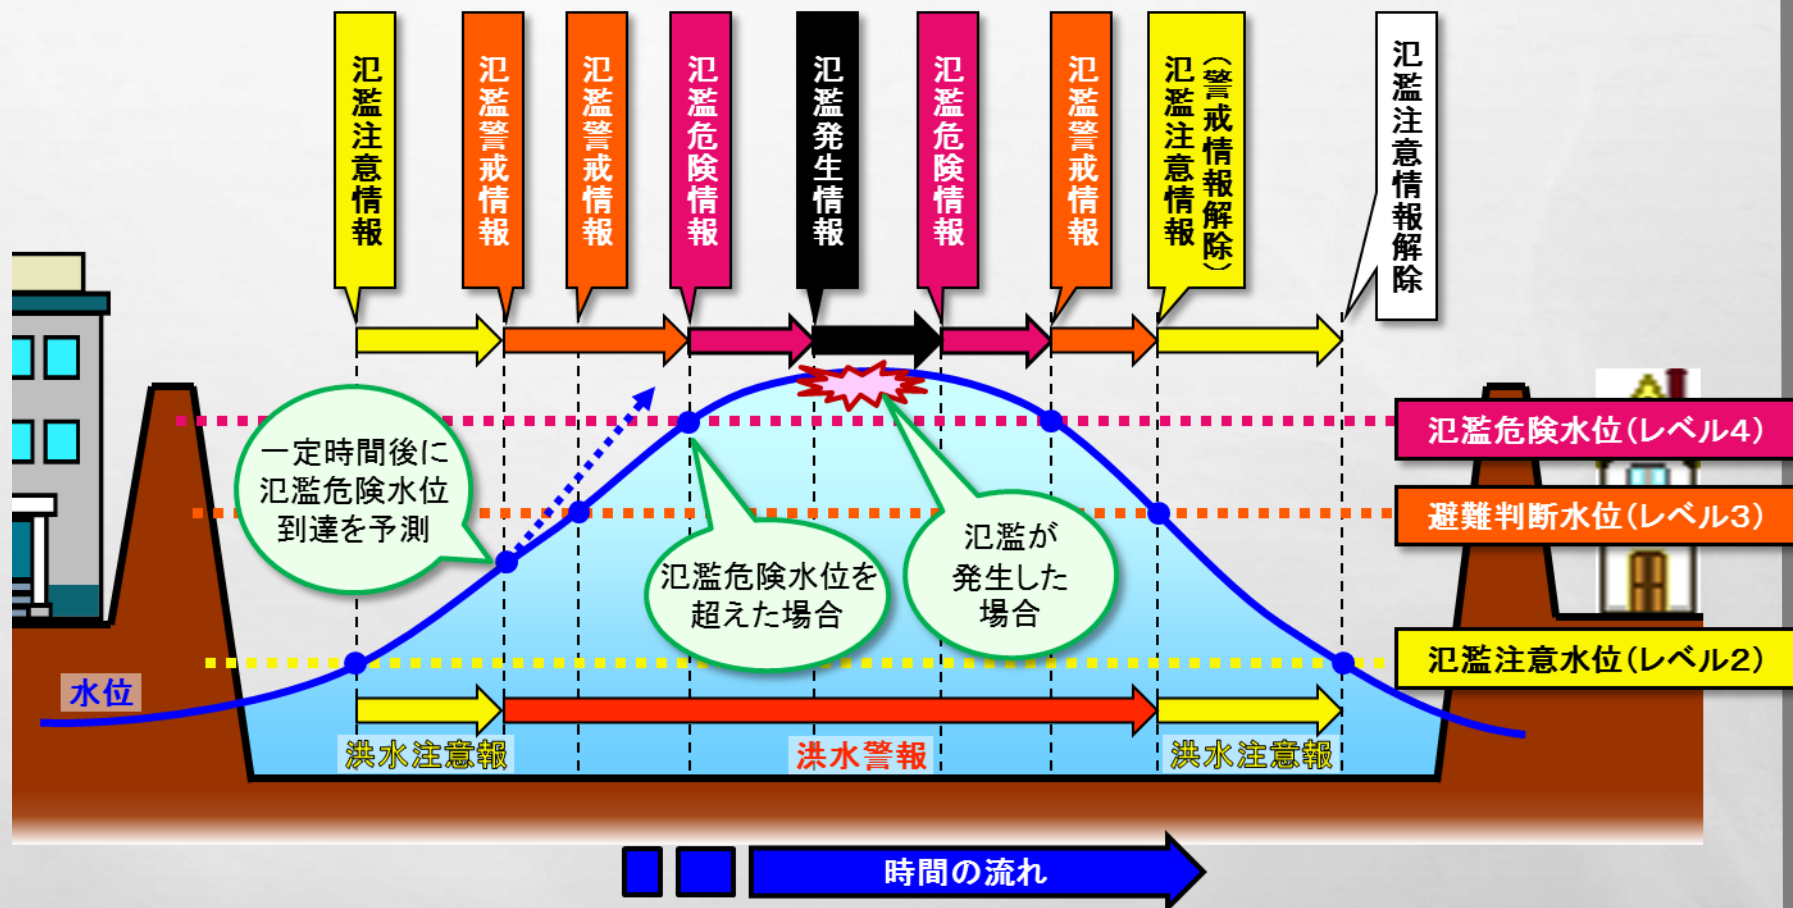 氾濫注意情報
氾濫警戒情報
氾濫警戒情報
氾濫危険情報
氾濫発生情報
氾濫危険情報
氾濫警戒情報
氾濫注意情報
(警戒情報解除)
氾濫注意情報解除
一定時間後に
氾濫危険水位
到達を予測
氾濫危険水位を
超えた場合
氾濫が
発生した
場合
氾濫危険水位(レベル4)
避難判断水位(レベル3)
氾濫注意水位(レベル2)
水位
洪水注意報
洪水警報
洪水注意報
時間の流れ